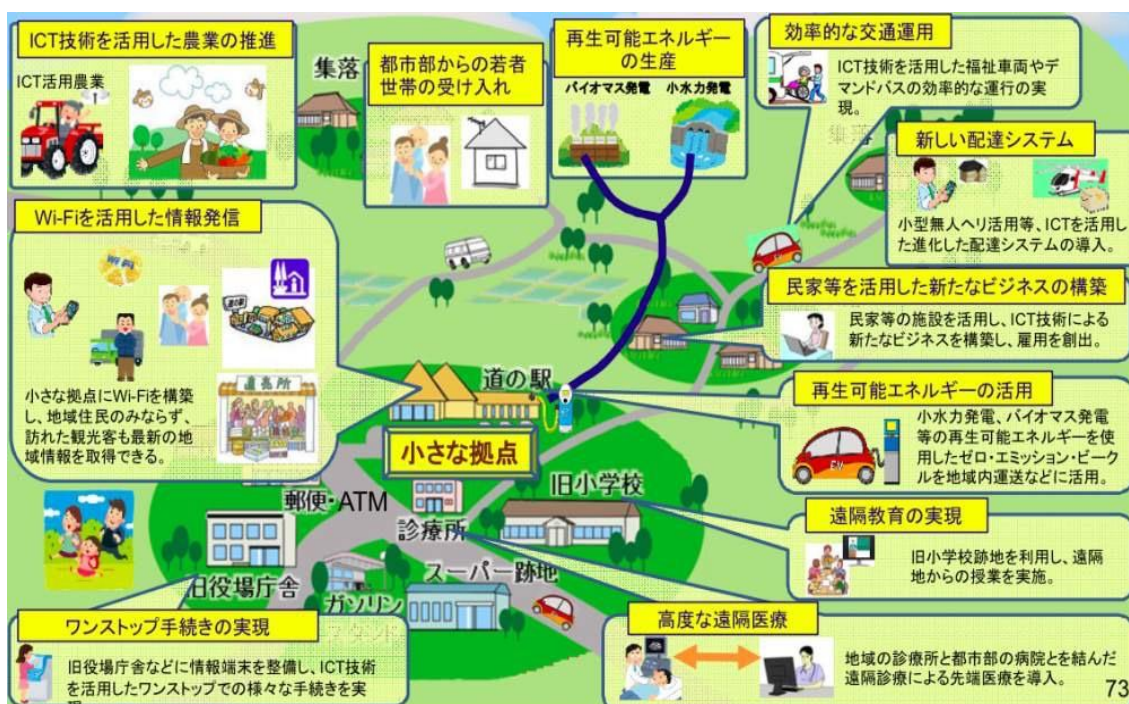 ICT技術を活用した農業の推進
ICT活用農業
集落
都市部からの若者
世帯の受け入れ
再生可能エネルギー
の生産
バイオマス発電
小水力発電
効率的な交通運用
ICT技術を活用した福祉車両やデ
マンドバスの効率的な運行の実
現。
集落
新しい配達システム
小型無人ヘリ活用等、ICTを活用し
た進化した配達システムの導入。
Wi-Fiを活用した情報発信
道の駅
直売所
小さな拠点にWi-Fiを構築
し、地域住民のみならず、
訪れた観光客も最新の地
域情報を取得できる。
民家等を活用した新たなビジネスの構築
民家等の施設を活用し、ICT技術による
新たなビジネスを構築し、雇用を創出。
道の駅
小さな拠点
再生可能エネルギーの活用
小水力発電、バイオマス発電
等の再生可能エネルギーを使
用したゼロ・エミッション・ビーク
ルを地域内運送などに活用。
EV
郵便・ATM
診療所
旧小学校
遠隔教育の実現
旧小学校跡地を利用し、遠隔
地からの授業を実施。
旧役場庁舎
ガソリン
スタンド
スーパー跡地
ワンストップ手続きの実現
旧役場庁舎などに情報端末を整備し、ICT技術
を活用したワンストップでの様々な手続きを実
現。
高度な遠隔医療
地域の診療所と都市部の病院とを結んだ
遠隔診療による先端医療を導入。
73